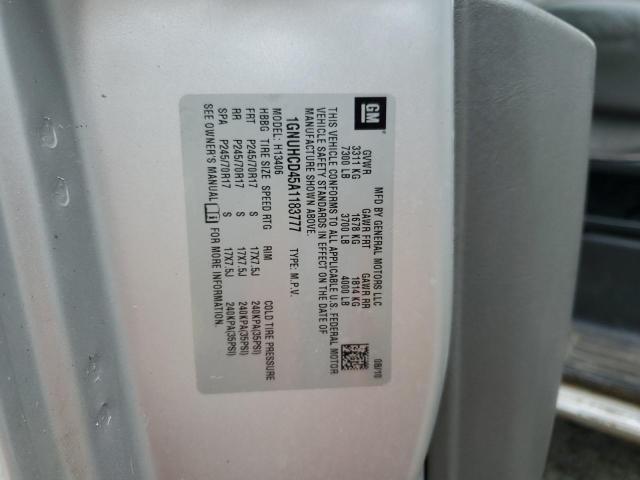 GM
MFD BY GENERAL MOTORS LLC
08/10
GVWR GAWR FRT GAWR RR
3311 KG 1678 KG 1814 KG
7300 LB 3700 LB 4000 LB
THIS VEHICLE CONFORMS TO ALL APPLICABLE U.S. FEDERAL MOTOR
VEHICLE SAFETY STANDARDS IN EFFECT ON THE DATE OF
MANUFACTURE SHOWN ABOVE.
1GNUHCD45A1183777 TYPE: M.P.V.
MODEL: H13406
HBBG TIRE SIZE SPEED RTG RIM COLD TIRE PRESSURE
FRT P245/70R17 S 17X7.5J 240KPA(35PSI)
RR P245/70R17 S 17X7.5J 240KPA(35PSI)
SPA P245/70R17 S 17X7.5J 240KPA(35PSI)
SEE OWNER'S MANUAL FOR MORE INFORMATION.